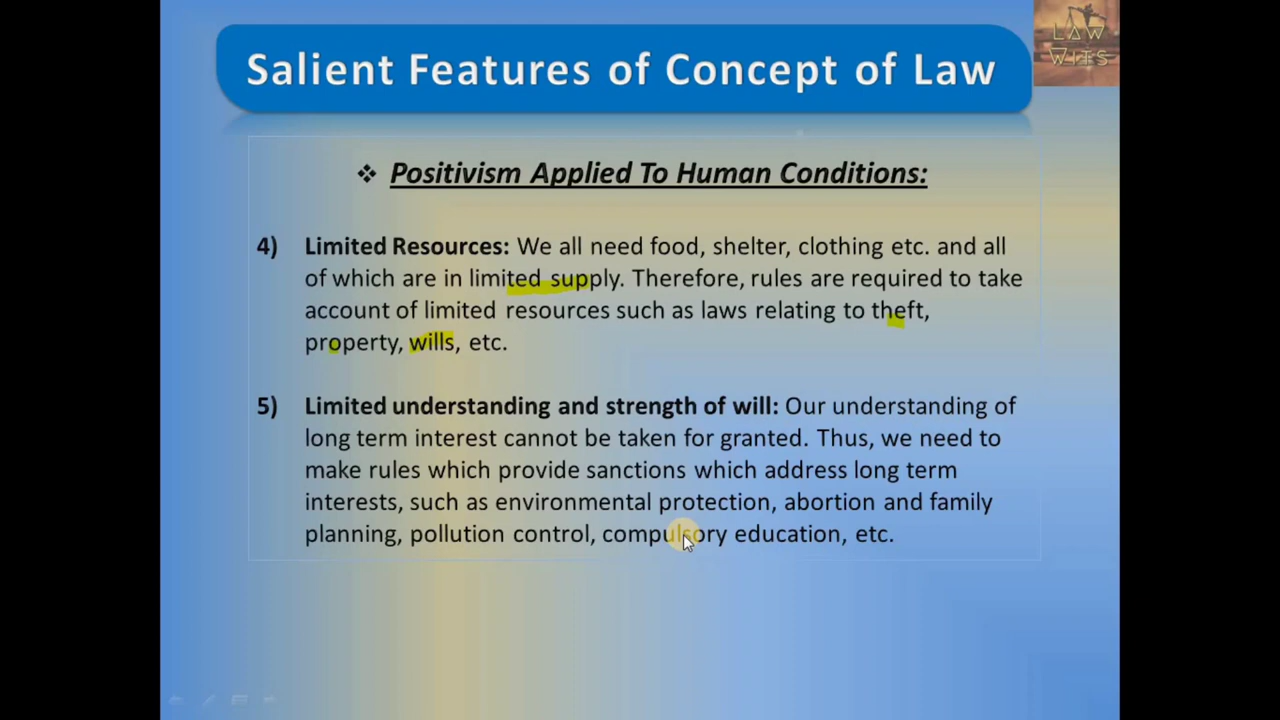 Salient Features of Concept of Law
LAW
WITS
❖ Positivism Applied To Human Conditions:
4) Limited Resources: We all need food, shelter, clothing etc. and all
of which are in limited supply. Therefore, rules are required to take
account of limited resources such as laws relating to theft,
property, wills, etc.
5) Limited understanding and strength of will: Our understanding of
long term interest cannot be taken for granted. Thus, we need to
make rules which provide sanctions which address long term
interests, such as environmental protection, abortion and family
planning, pollution control, compulsory education, etc.